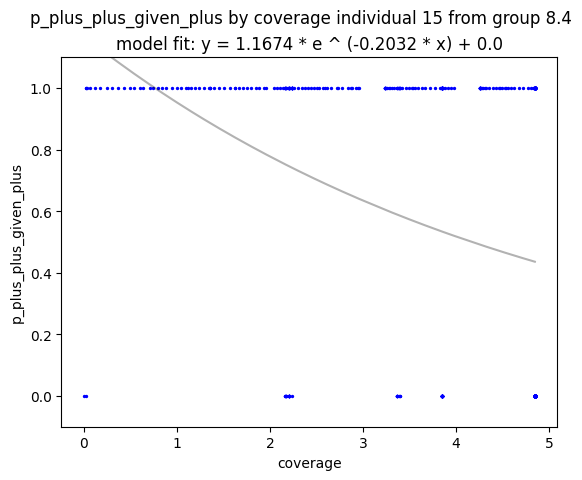 p_plus_plus_given_plus by coverage individual 15 from group 8.4
model fit: y = 1.1674 * e ^ (-0.2032 * x) + 0.0
1.0
0.8
0.6
0.4
0.2
0.0
p_plus_plus_given_plus
0 1 2 3 4 5
coverage